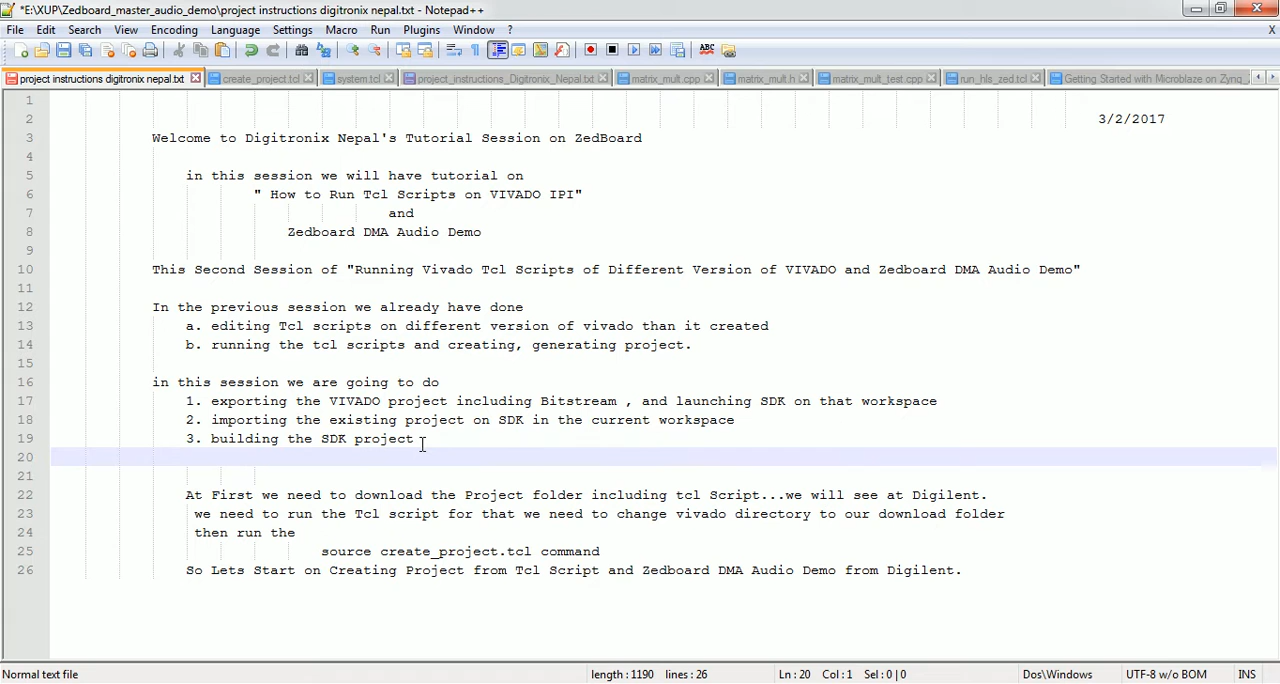 *E:\XUP\Zedboard_master_audio_demo\project instructions digitronix nepal.txt - Notepad++
File Edit Search View Encoding Language Settings Macro Run Plugins Window ? X
project instructions digitronix nepal.txt create_project.tcl system.tcl project_instructions_Digitronix_Nepal.txt matrix_mult.cpp matrix_mult.h matrix_mult_test.cpp run_hls_zed.tcl Getting Started with Microblaze on Zynq_
1
2 3/2/2017
3 Welcome to Digitronix Nepal's Tutorial Session on ZedBoard
4
5 in this session we will have tutorial on
6 " How to Run Tcl Scripts on VIVADO IPI"
7 and
8 Zedboard DMA Audio Demo
9
10 This Second Session of "Running Vivado Tcl Scripts of Different Version of VIVADO and Zedboard DMA Audio Demo"
11
12 In the previous session we already have done
13 a. editing Tcl scripts on different version of vivado than it created
14 b. running the tcl scripts and creating, generating project.
15
16 in this session we are going to do
17 1. exporting the VIVADO project including Bitstream , and launching SDK on that workspace
18 2. importing the existing project on SDK in the current workspace
19 3. building the SDK project
20
21
22 At First we need to download the Project folder including tcl Script...we will see at Digilent.
23 we need to run the Tcl script for that we need to change vivado directory to our download folder
24 then run the
25 source create_project.tcl command
26 So Lets Start on Creating Project from Tcl Script and Zedboard DMA Audio Demo from Digilent.
Normal text file length : 1190 lines : 26 Ln : 20 Col : 1 Sel : 0 | 0 Dos\Windows UTF-8 w/o BOM INS